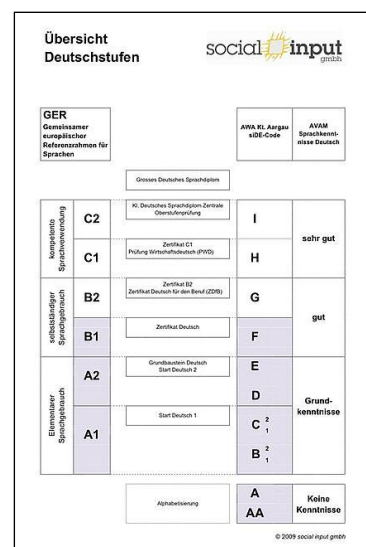 Übersicht
Deutschstufen
social input
gmbh
GER
Gemeinsamer
europäischer
Referenzrahmen für
Sprachen
AWA Kt. Aargau
siDE-Code
AVAM
Sprachkennt-
nisse Deutsch
Grosses Deutsches Sprachdiplom
kompetente
Sprachverwendung
C2
Kl. Deutsches Sprachdiplom Zentrale
Oberstufenprüfung
I
sehr gut
C1
Zertifikat C1
Prüfung Wirtschaftsdeutsch (PWD)
H
selbstständiger
Sprachgebrauch
B2
Zertifikat B2
Zertifikat Deutsch für den Beruf (ZDfB)
G
gut
B1
Zertifikat Deutsch
F
Elementarer
Sprachgebrauch
A2
Grundbaustein Deutsch
Start Deutsch 2
E
D
Grund-
kenntnisse
A1
Start Deutsch 1
C 2 1
B 2 1
Alphabetisierung
A
AA
Keine
Kenntnisse
© 2009 social input gmbh